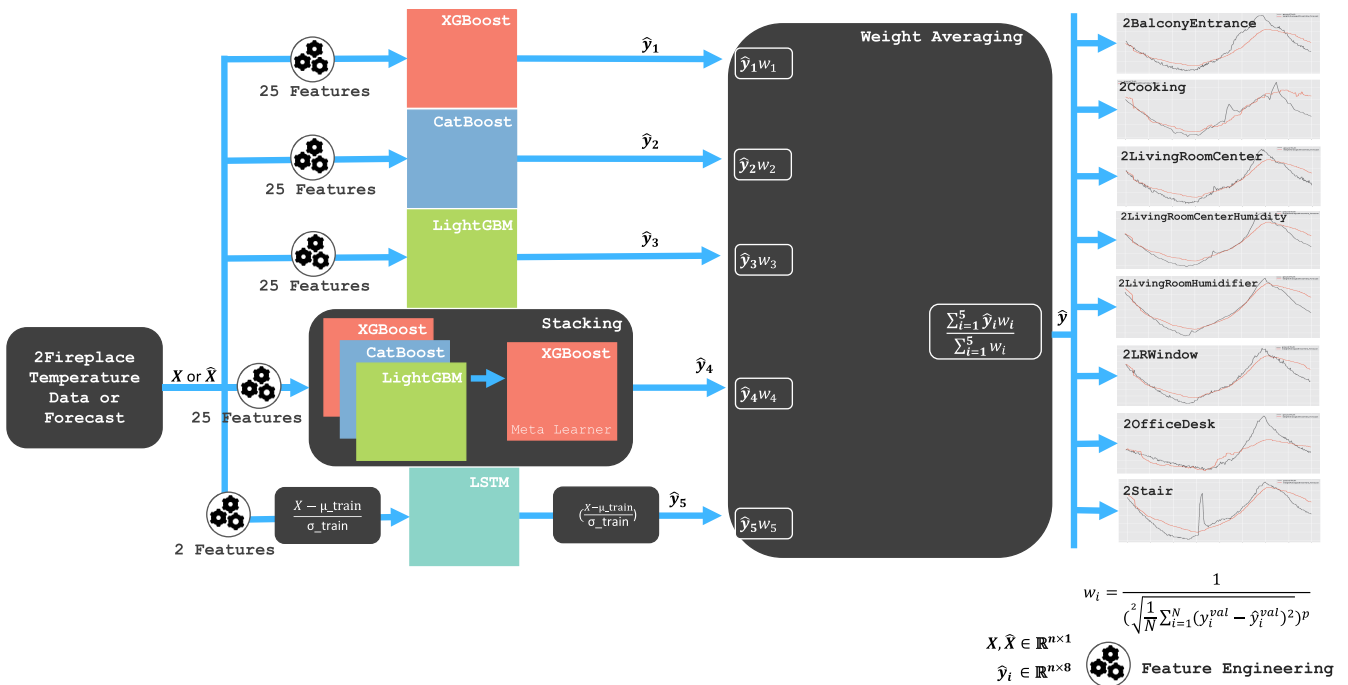 XGBoost
25 Features
ŷ₁
ŷ₁w₁
Weight Averaging
CatBoost
25 Features
ŷ₂
ŷ₂w₂
LightGBM
25 Features
ŷ₃
ŷ₃w₃
2Fireplace
Temperature
Data or
Forecast
X or X̂
25 Features
Stacking
XGBoost
CatBoost
LightGBM
XGBoost
Meta Learner
ŷ₄
ŷ₄w₄
2 Features
X − μ_train
σ_train
LSTM
(X−μ_train
σ_train)
ŷ₅
ŷ₅w₅
∑⁵ᵢ₌₁ ŷᵢwᵢ
∑⁵ᵢ₌₁ wᵢ
ŷ
2BalconyEntrance
2Cooking
2LivingRoomCenter
2LivingRoomCenterHumidity
2LivingRoomHumidifier
2LRWindow
2OfficeDesk
2Stair
wᵢ = 1 / (²√(1/N ∑ᴺᵢ₌₁(yᵢᵛᵃˡ − ŷᵢᵛᵃˡ)²))ᵖ
X, X̂ ∈ ℝⁿˣ¹
ŷᵢ ∈ ℝⁿˣ⁸
Feature Engineering